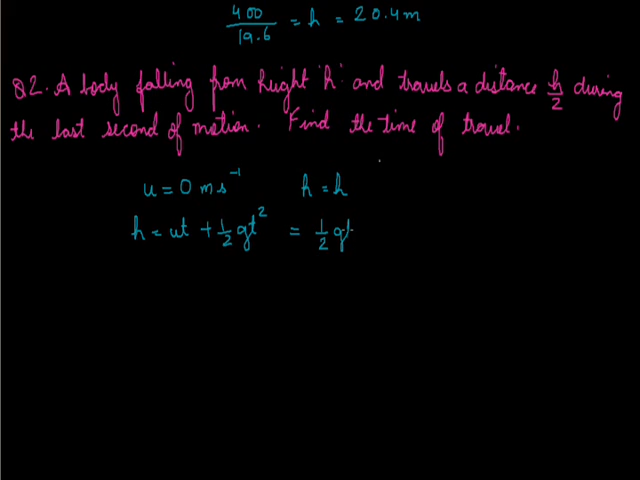 400/19.6 = h = 20.4 m
Q2. A body falling from height 'h' and travels a distance h/2 during
the last second of motion. Find the time of travel.
u = 0 ms⁻¹ h = h
h = ut + 1/2 gt² = 1/2 gt